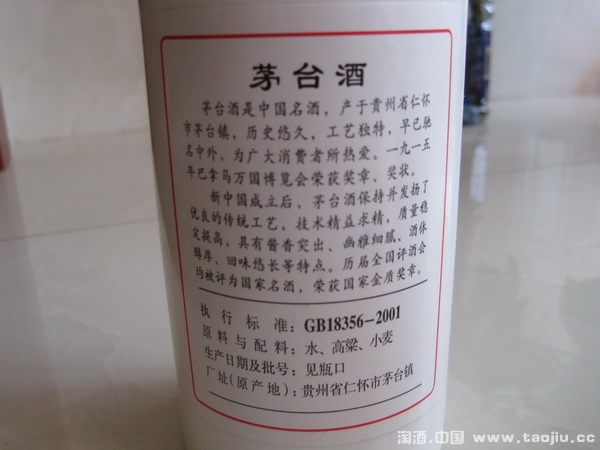 茅台酒
茅台酒是中国名酒，产于贵州省仁怀
市茅台镇，历史悠久，工艺独特，早已驰
名中外，为广大消费者所热爱。一九一五
年巴拿马万国博览会荣获奖章、奖状。
新中国成立后，茅台酒保持并发扬了
优良的传统工艺，技术精益求精，质量稳
定提高，具有酱香突出、幽雅细腻、酒体
醇厚、回味悠长等特点。历届全国评酒会
均被评为国家名酒，荣获国家金质奖章。
执行标准：GB18356-2001
原料与配料：水、高粱、小麦
生产日期及批号：见瓶口
厂址(原产地)：贵州省仁怀市茅台镇
淘酒.中国 www.taojiu.cc